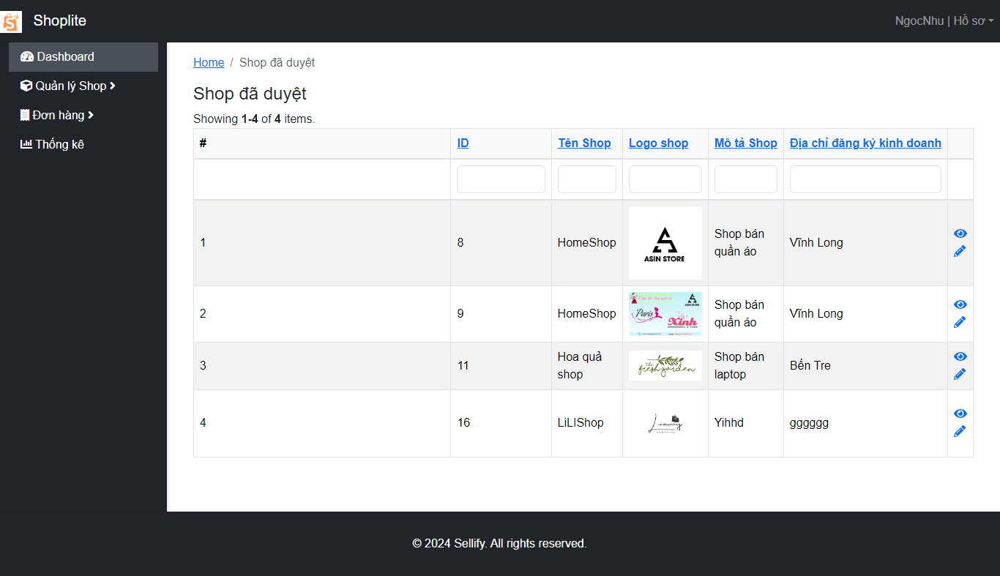 Shoplite
NgocNhu | Hồ sơ
Dashboard
Quản lý Shop
Đơn hàng
Thống kê
Home / Shop đã duyệt
Shop đã duyệt
Showing 1-4 of 4 items.
# ID Tên Shop Logo shop Mô tả Shop Địa chỉ đăng ký kinh doanh
1 8 HomeShop ASIN STORE Shop bán quần áo Vĩnh Long
2 9 HomeShop Paris Xinh Shop bán quần áo Vĩnh Long
3 11 Hoa quả shop the fresh garden Shop bán laptop Bến Tre
4 16 LiLIShop Luxury Yihhd gggggg
© 2024 Sellify. All rights reserved.